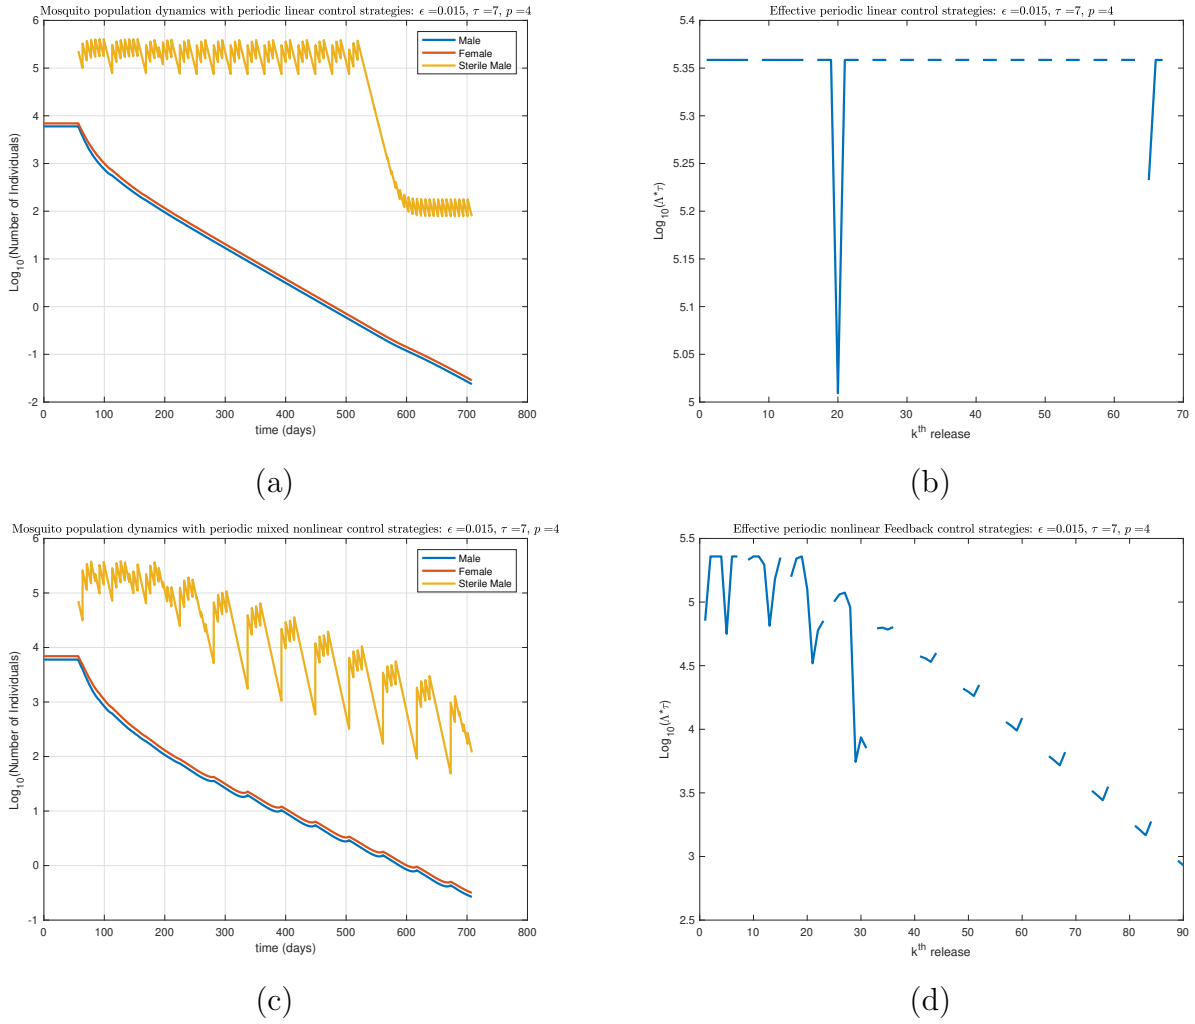 Mosquito population dynamics with periodic linear control strategies: ϵ =0.015, τ =7, p =4
6
5
4
3
2
1
0
-1
-2
Log10(Number of Individuals)
Male
Female
Sterile Male
0 100 200 300 400 500 600 700 800
time (days)
(a)
Effective periodic linear control strategies: ϵ =0.015, τ =7, p =4
5.4
5.35
5.3
5.25
5.2
5.15
5.1
5.05
5
Log10(Λ*τ)
0 10 20 30 40 50 60 70
kth release
(b)
Mosquito population dynamics with periodic mixed nonlinear control strategies: ϵ =0.015, τ =7, p =4
6
5
4
3
2
1
0
-1
Log10(Number of Individuals)
Male
Female
Sterile Male
0 100 200 300 400 500 600 700 800
time (days)
(c)
Effective periodic nonlinear Feedback control strategies: ϵ =0.015, τ =7, p =4
5.5
5
4.5
4
3.5
3
2.5
Log10(Λ*τ)
0 10 20 30 40 50 60 70 80 90
kth release
(d)